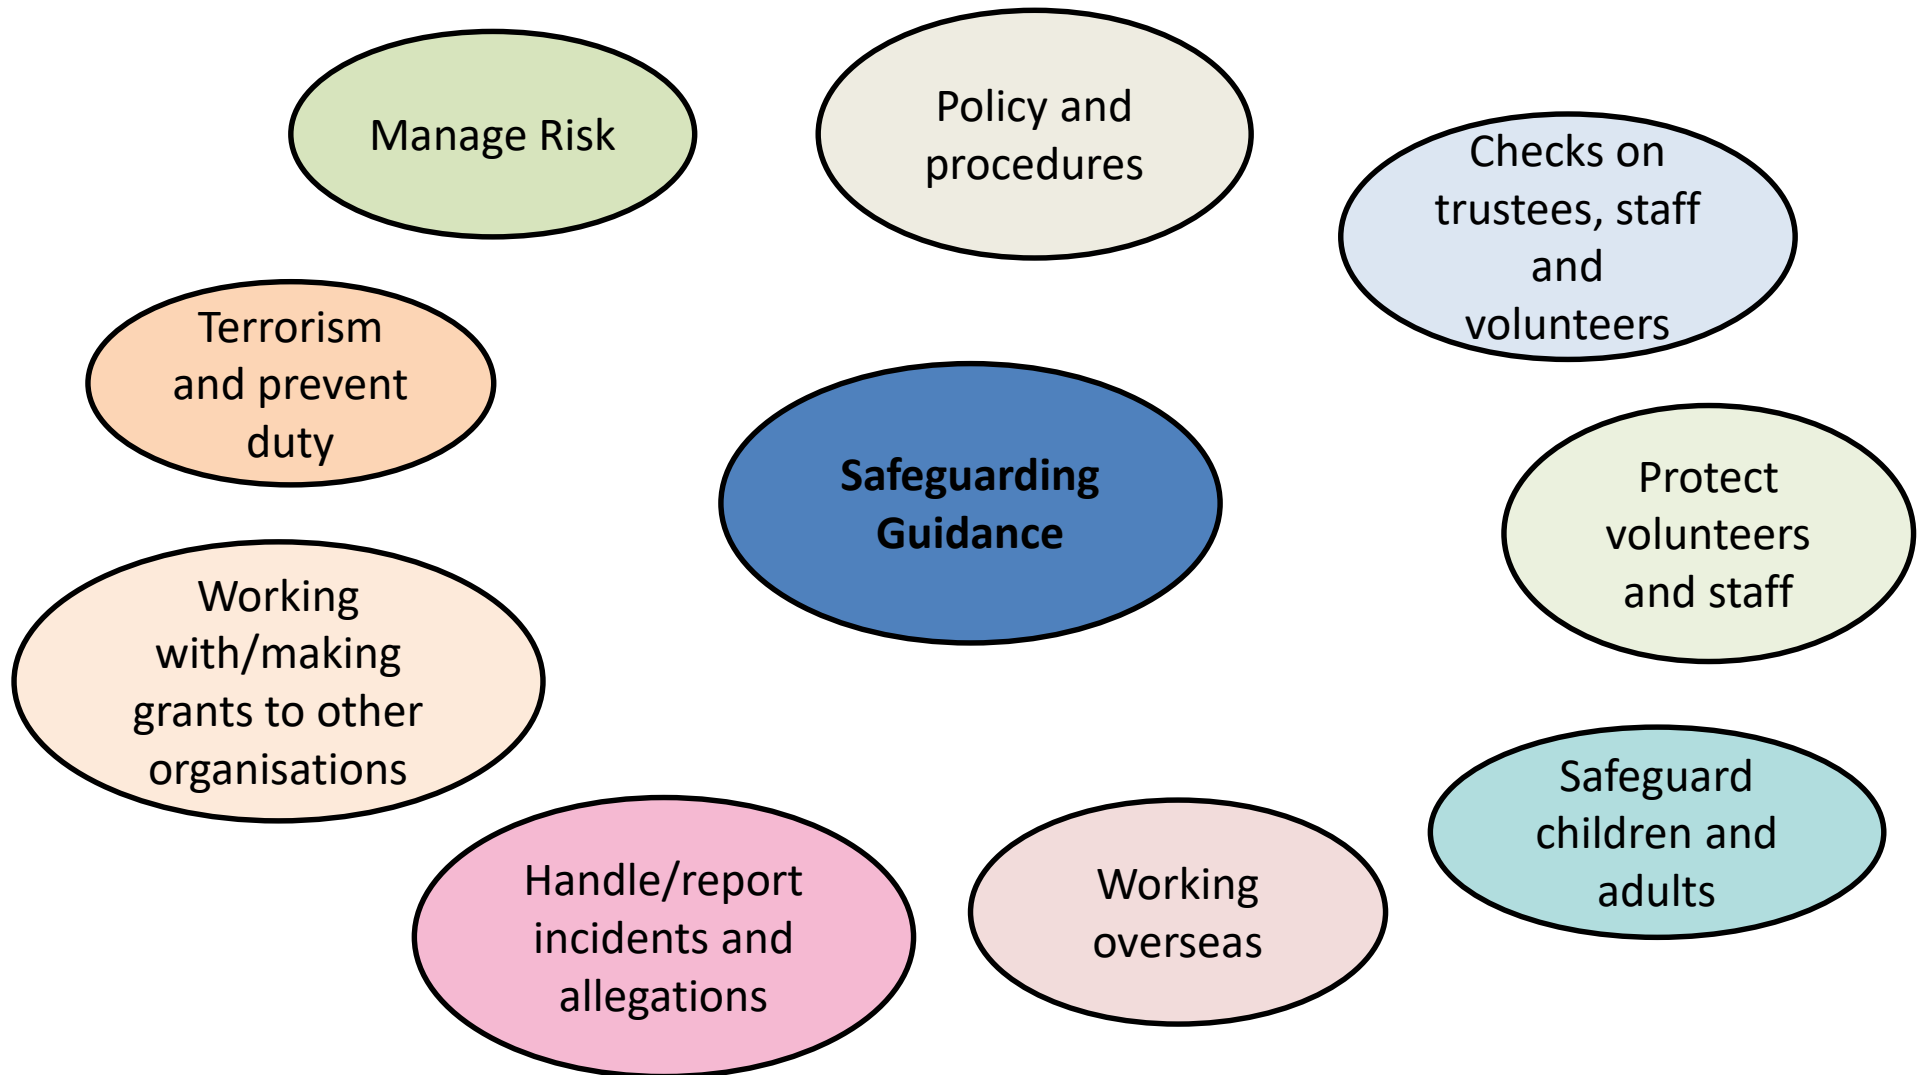 Manage Risk
Policy and
procedures
Checks on
trustees, staff
and
volunteers
Terrorism
and prevent
duty
Safeguarding
Guidance
Protect
volunteers
and staff
Working
with/making
grants to other
organisations
Safeguard
children and
adults
Handle/report
incidents and
allegations
Working
overseas